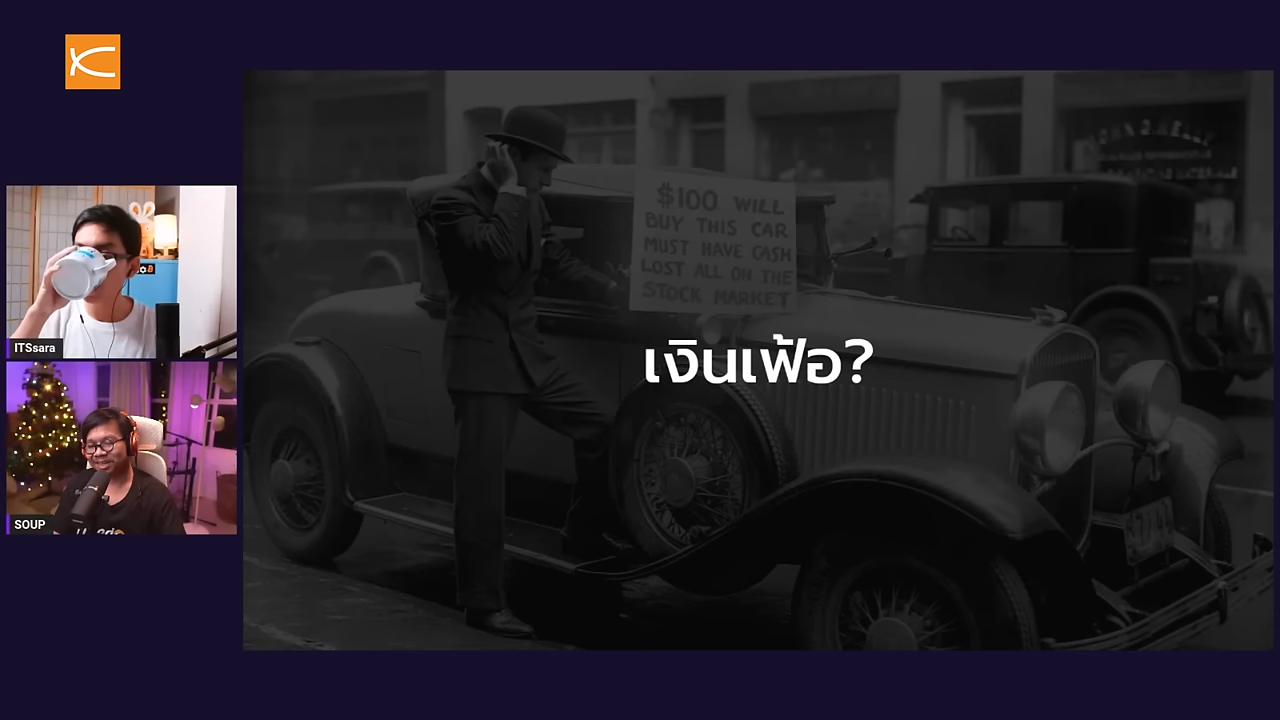 ITSsara
SOUP
$100 WILL
BUY THIS CAR
MUST HAVE CASH
LOST ALL ON THE
STOCK MARKET
เงินเฟ้อ?